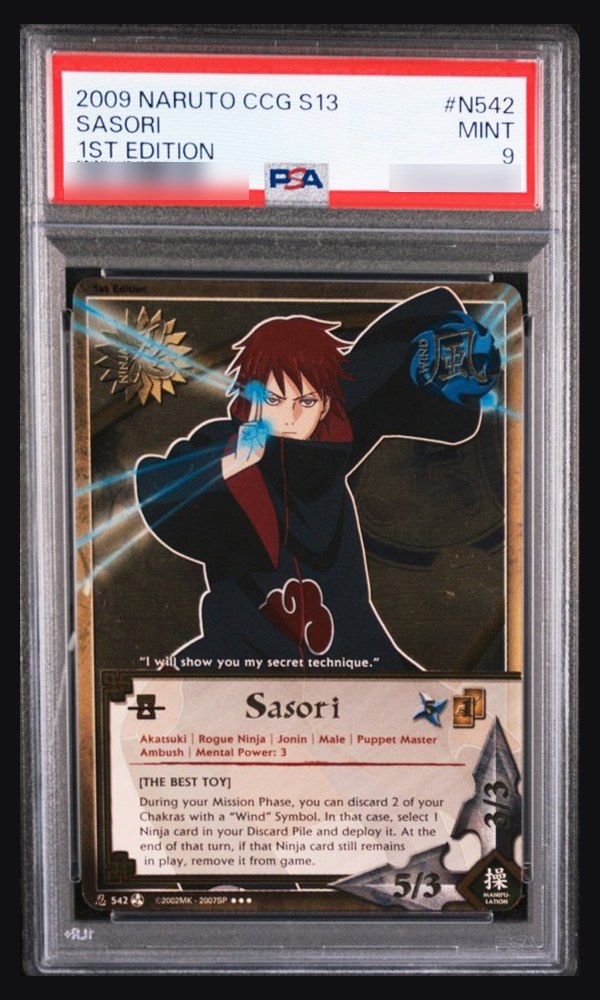 2009 NARUTO CCG S13
#N542
SASORI
MINT
1ST EDITION
9
PSA
1st Edition
NINJA
WIND
風
"I will show you my secret technique."
Sasori
5
1
Akatsuki | Rogue Ninja | Jonin | Male | Puppet Master
Ambush | Mental Power: 3
[THE BEST TOY]
During your Mission Phase, you can discard 2 of your
Chakras with a "Wind" Symbol. In that case, select 1
Ninja card in your Discard Pile and deploy it. At the
end of that turn, if that Ninja card still remains
in play, remove it from game.
3/3
5/3
操
MANIPU-
LATION
542
©2002MK - 2007SP
PSA